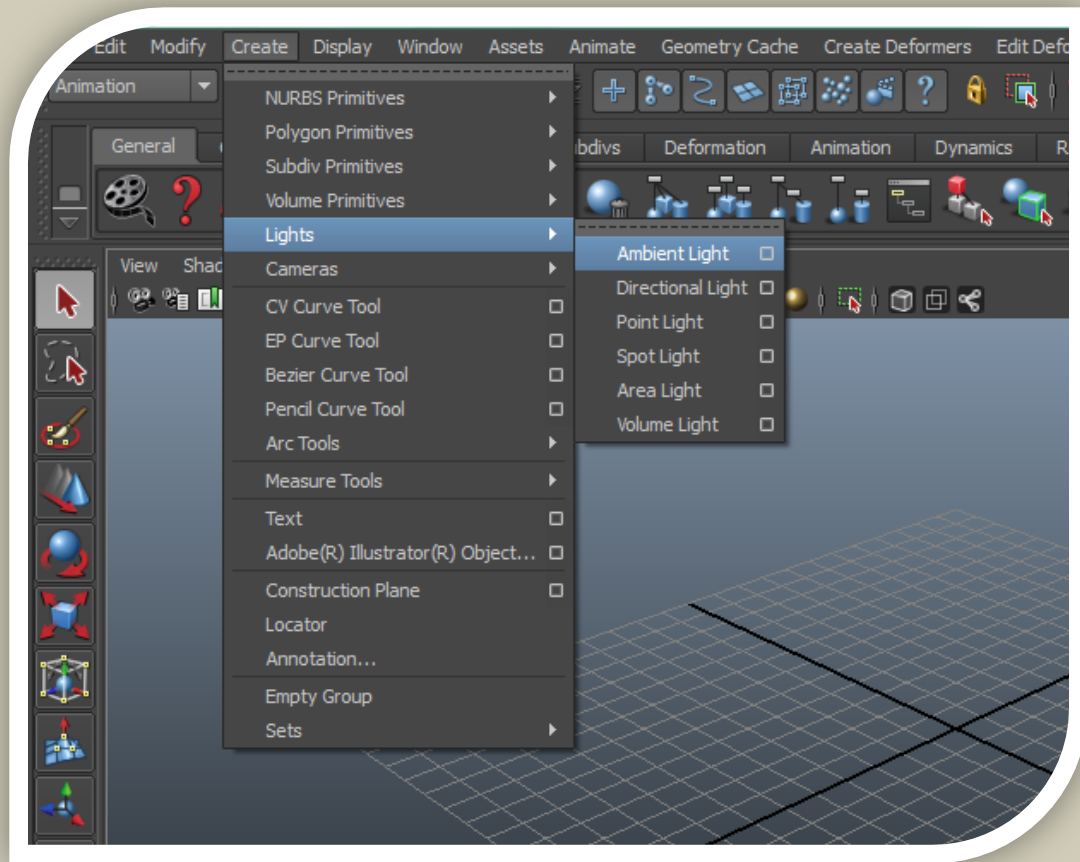 Edit Modify Create Display Window Assets Animate Geometry Cache Create Deformers Edit
Animation
General Deformation Animation Dynamics
View
NURBS Primitives
Polygon Primitives
Subdiv Primitives
Volume Primitives
Lights
Cameras
CV Curve Tool
EP Curve Tool
Bezier Curve Tool
Pencil Curve Tool
Arc Tools
Measure Tools
Text
Adobe(R) Illustrator(R) Object...
Construction Plane
Locator
Annotation...
Empty Group
Sets
Ambient Light
Directional Light
Point Light
Spot Light
Area Light
Volume Light